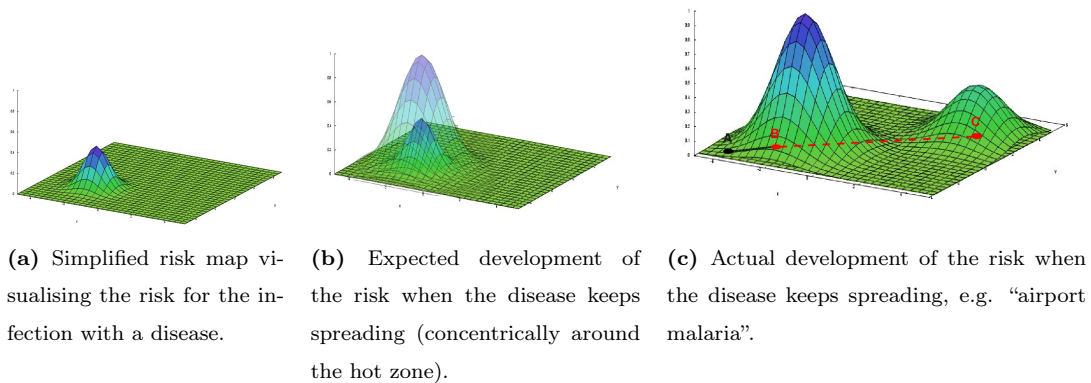 A
B
C
(a) Simplified risk map vi-
sualising the risk for the in-
fection with a disease.
(b) Expected development of
the risk when the disease keeps
spreading (concentrically around
the hot zone).
(c) Actual development of the risk when
the disease keeps spreading, e.g. “airport
malaria”.